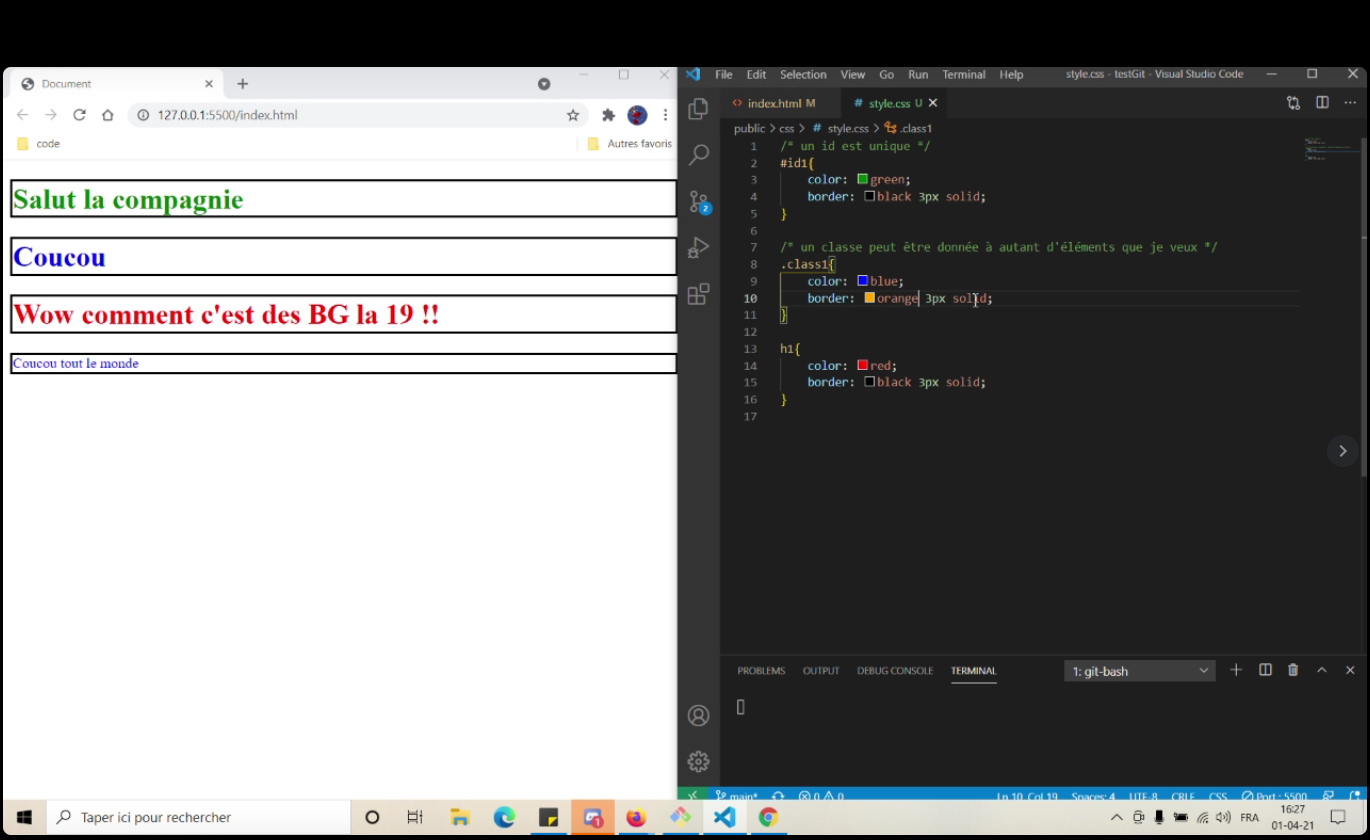 Document
127.0.0.1:5500/index.html
code
Autres favoris
Salut la compagnie
Coucou
Wow comment c'est des BG la 19 !!
Coucou tout le monde
File Edit Selection View Go Run Terminal Help
style.css - testGit - Visual Studio Code
index.html M
# style.css U
public > css > # style.css > .class1
1 /* un id est unique */
2 #id1{
3 color: green;
4 border: black 3px solid;
5 }
6
7 /* un classe peut être donnée à autant d'éléments que je veux */
8 .class1{
9 color: blue;
10 border: orange 3px solid;
11 }
12
13 h1{
14 color: red;
15 border: black 3px solid;
16 }
17
2
PROBLEMS OUTPUT DEBUG CONSOLE TERMINAL
1: git-bash
main* 0 0
Ln 10, Col 19 Spaces: 4 UTF-8 CRLF CSS Port : 5500
Taper ici pour rechercher
1
FRA
16:27
01-04-21